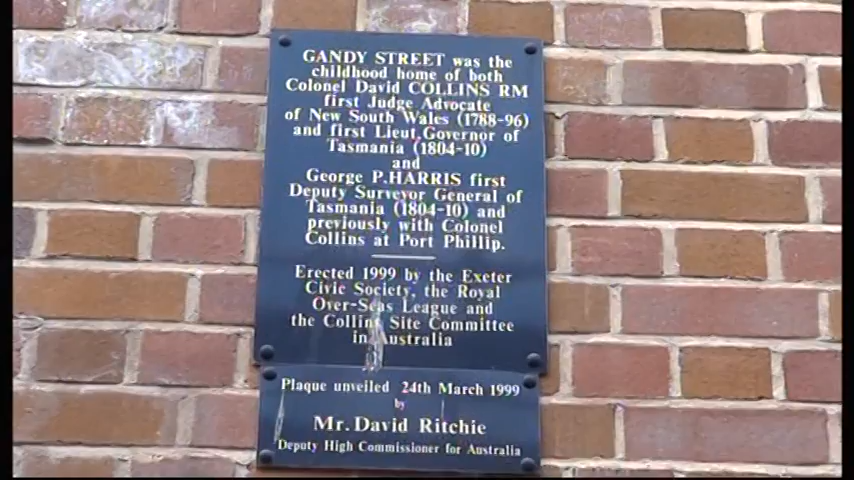 GANDY STREET was the
childhood home of both
Colonel David COLLINS RM
first Judge Advocate
of New South Wales (1788-96)
and first Lieut. Governor of
Tasmania (1804-10)
and
George P.HARRIS first
Deputy Surveyor General of
Tasmania (1804-10) and
previously with Colonel
Collins at Port Phillip.
Erected 1999 by the Exeter
Civic Society, the Royal
Over-Seas League and
the Collins Site Committee
in Australia
Plaque unveiled 24th March 1999
by
Mr. David Ritchie
Deputy High Commissioner for Australia